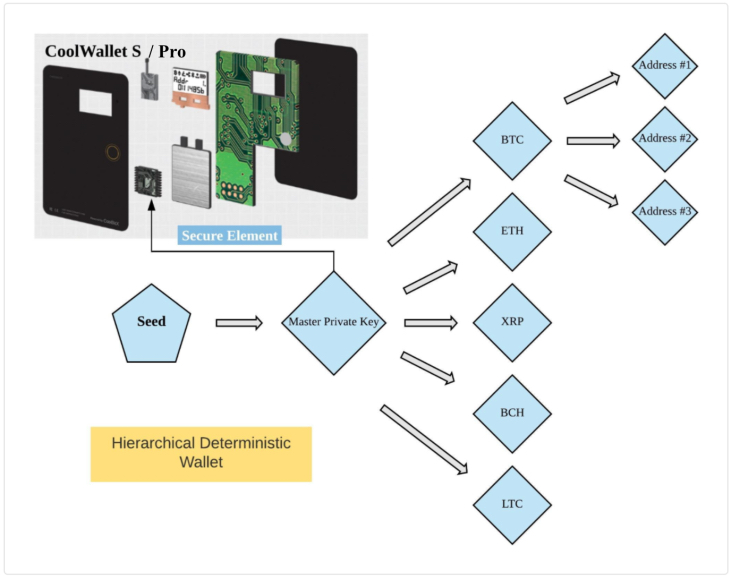 CoolWallet S / Pro
Addr
Secure Element
Seed
Master Private Key
BTC
ETH
XRP
BCH
LTC
Address #1
Address #2
Address #3
Hierarchical Deterministic
Wallet